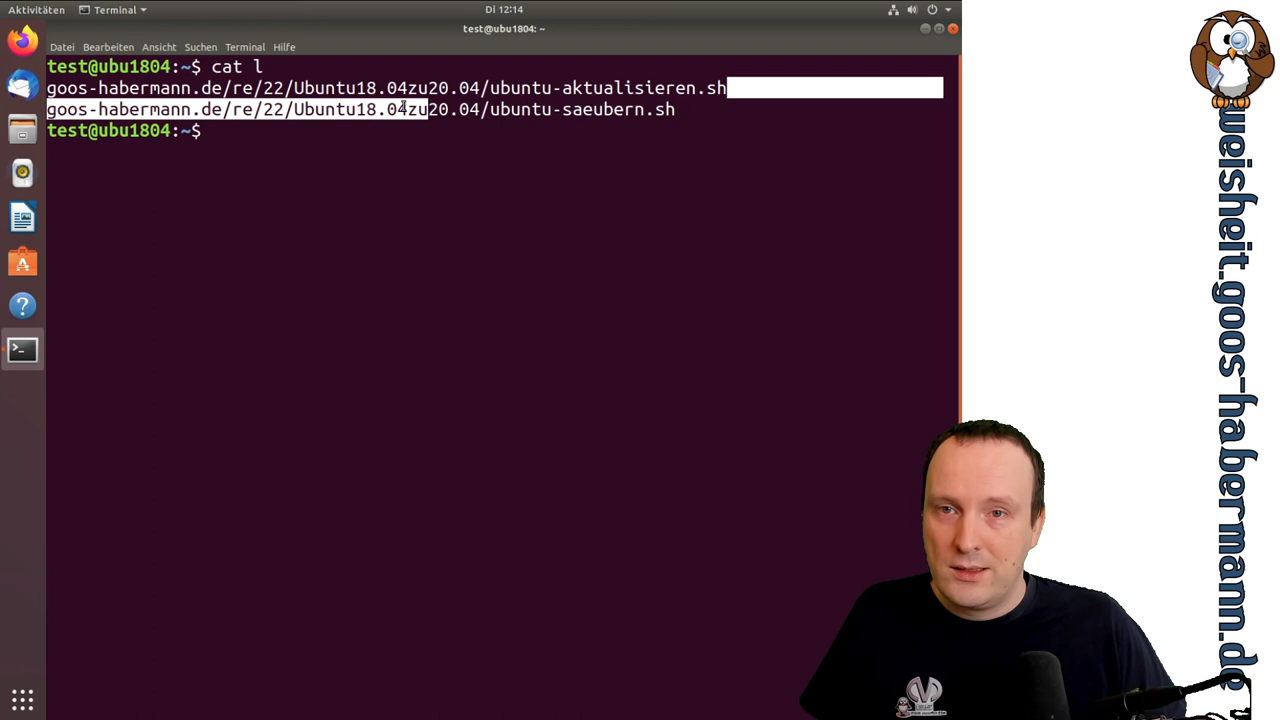 Aktivitäten
Terminal
Di 12:14
test@ubu1804: ~
Datei Bearbeiten Ansicht Suchen Terminal Hilfe
test@ubu1804:~$ cat l
goos-habermann.de/re/22/Ubuntu18.04zu20.04/ubuntu-aktualisieren.sh
goos-habermann.de/re/22/Ubuntu18.04zu20.04/ubuntu-saeubern.sh
test@ubu1804:~$
weisheit.goos-habermann.de